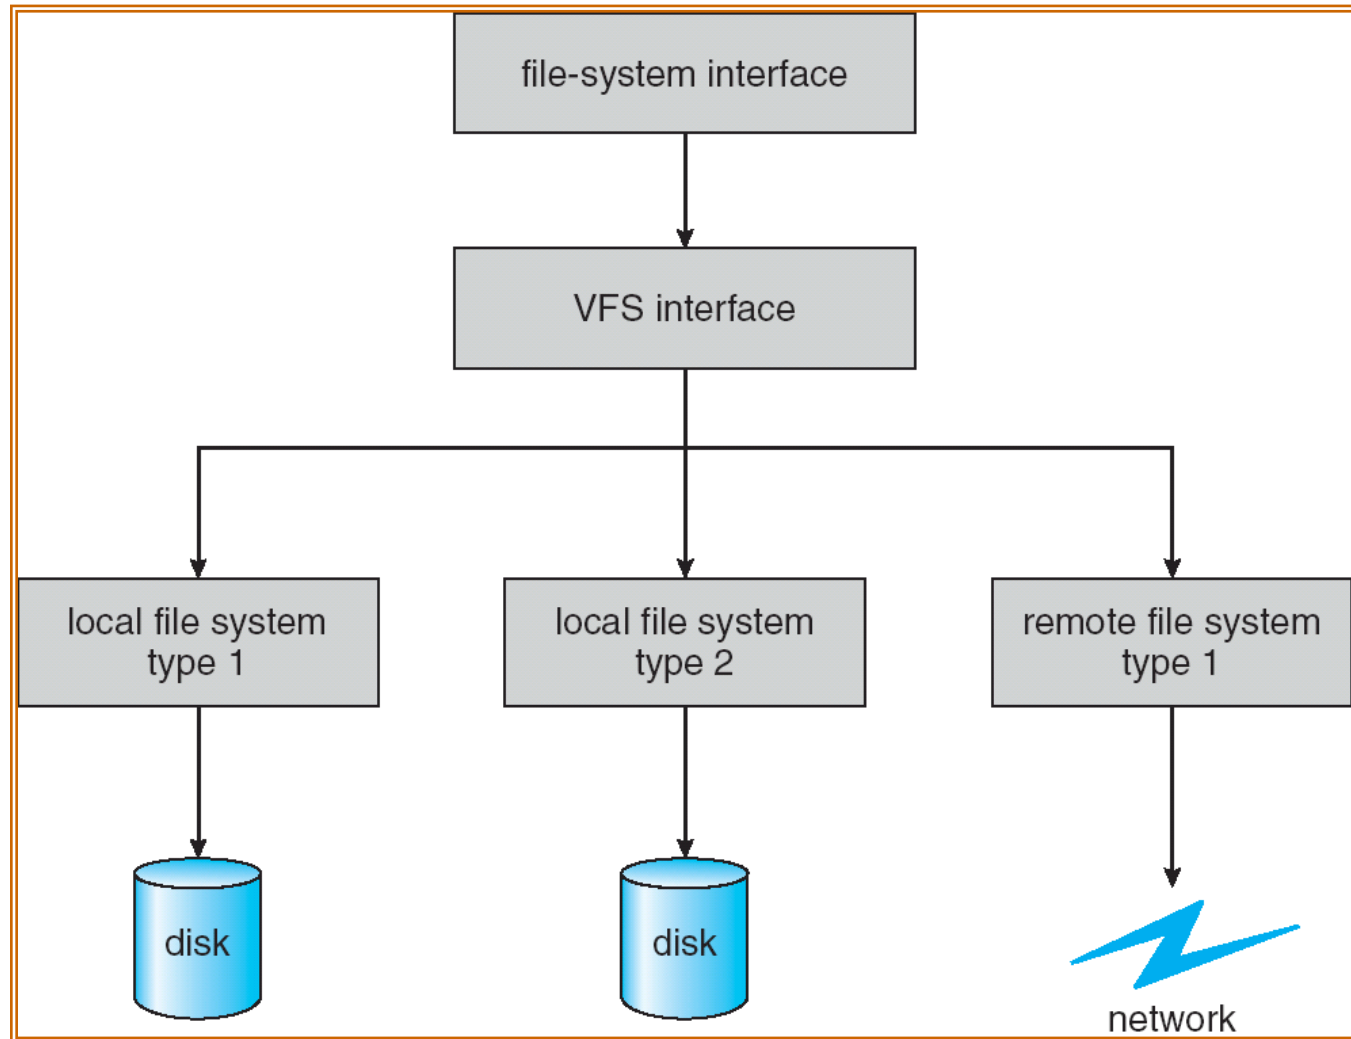 file-system interface
VFS interface
local file system
type 1
local file system
type 2
remote file system
type 1
disk
disk
network